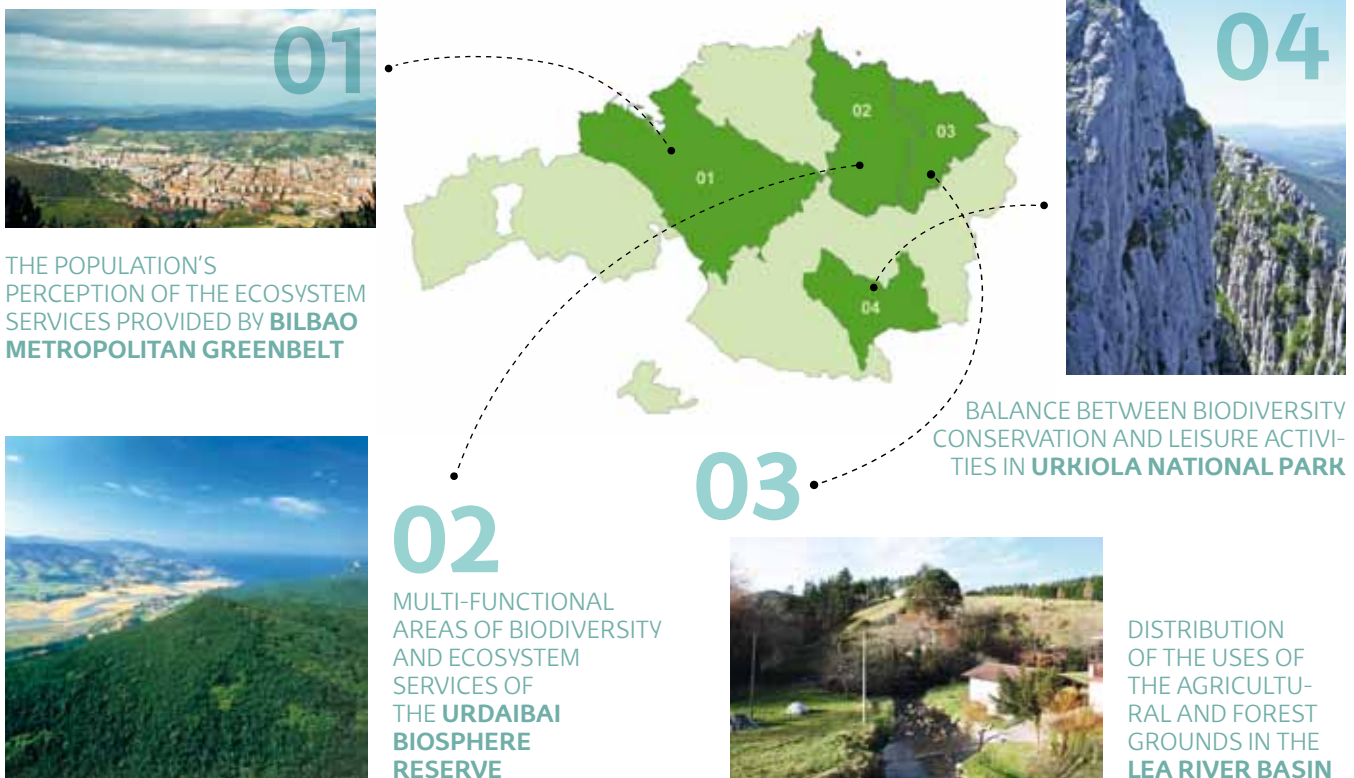 01
THE POPULATION'S
PERCEPTION OF THE ECOSYSTEM
SERVICES PROVIDED BY BILBAO
METROPOLITAN GREENBELT
01
02
03
04
04
BALANCE BETWEEN BIODIVERSITY
CONSERVATION AND LEISURE ACTIVI-
TIES IN URKIOLA NATIONAL PARK
02
MULTI-FUNCTIONAL
AREAS OF BIODIVERSITY
AND ECOSYSTEM
SERVICES OF
THE URDAIBAI
BIOSPHERE
RESERVE
03
DISTRIBUTION
OF THE USES OF
THE AGRICULTU-
RAL AND FOREST
GROUNDS IN THE
LEA RIVER BASIN